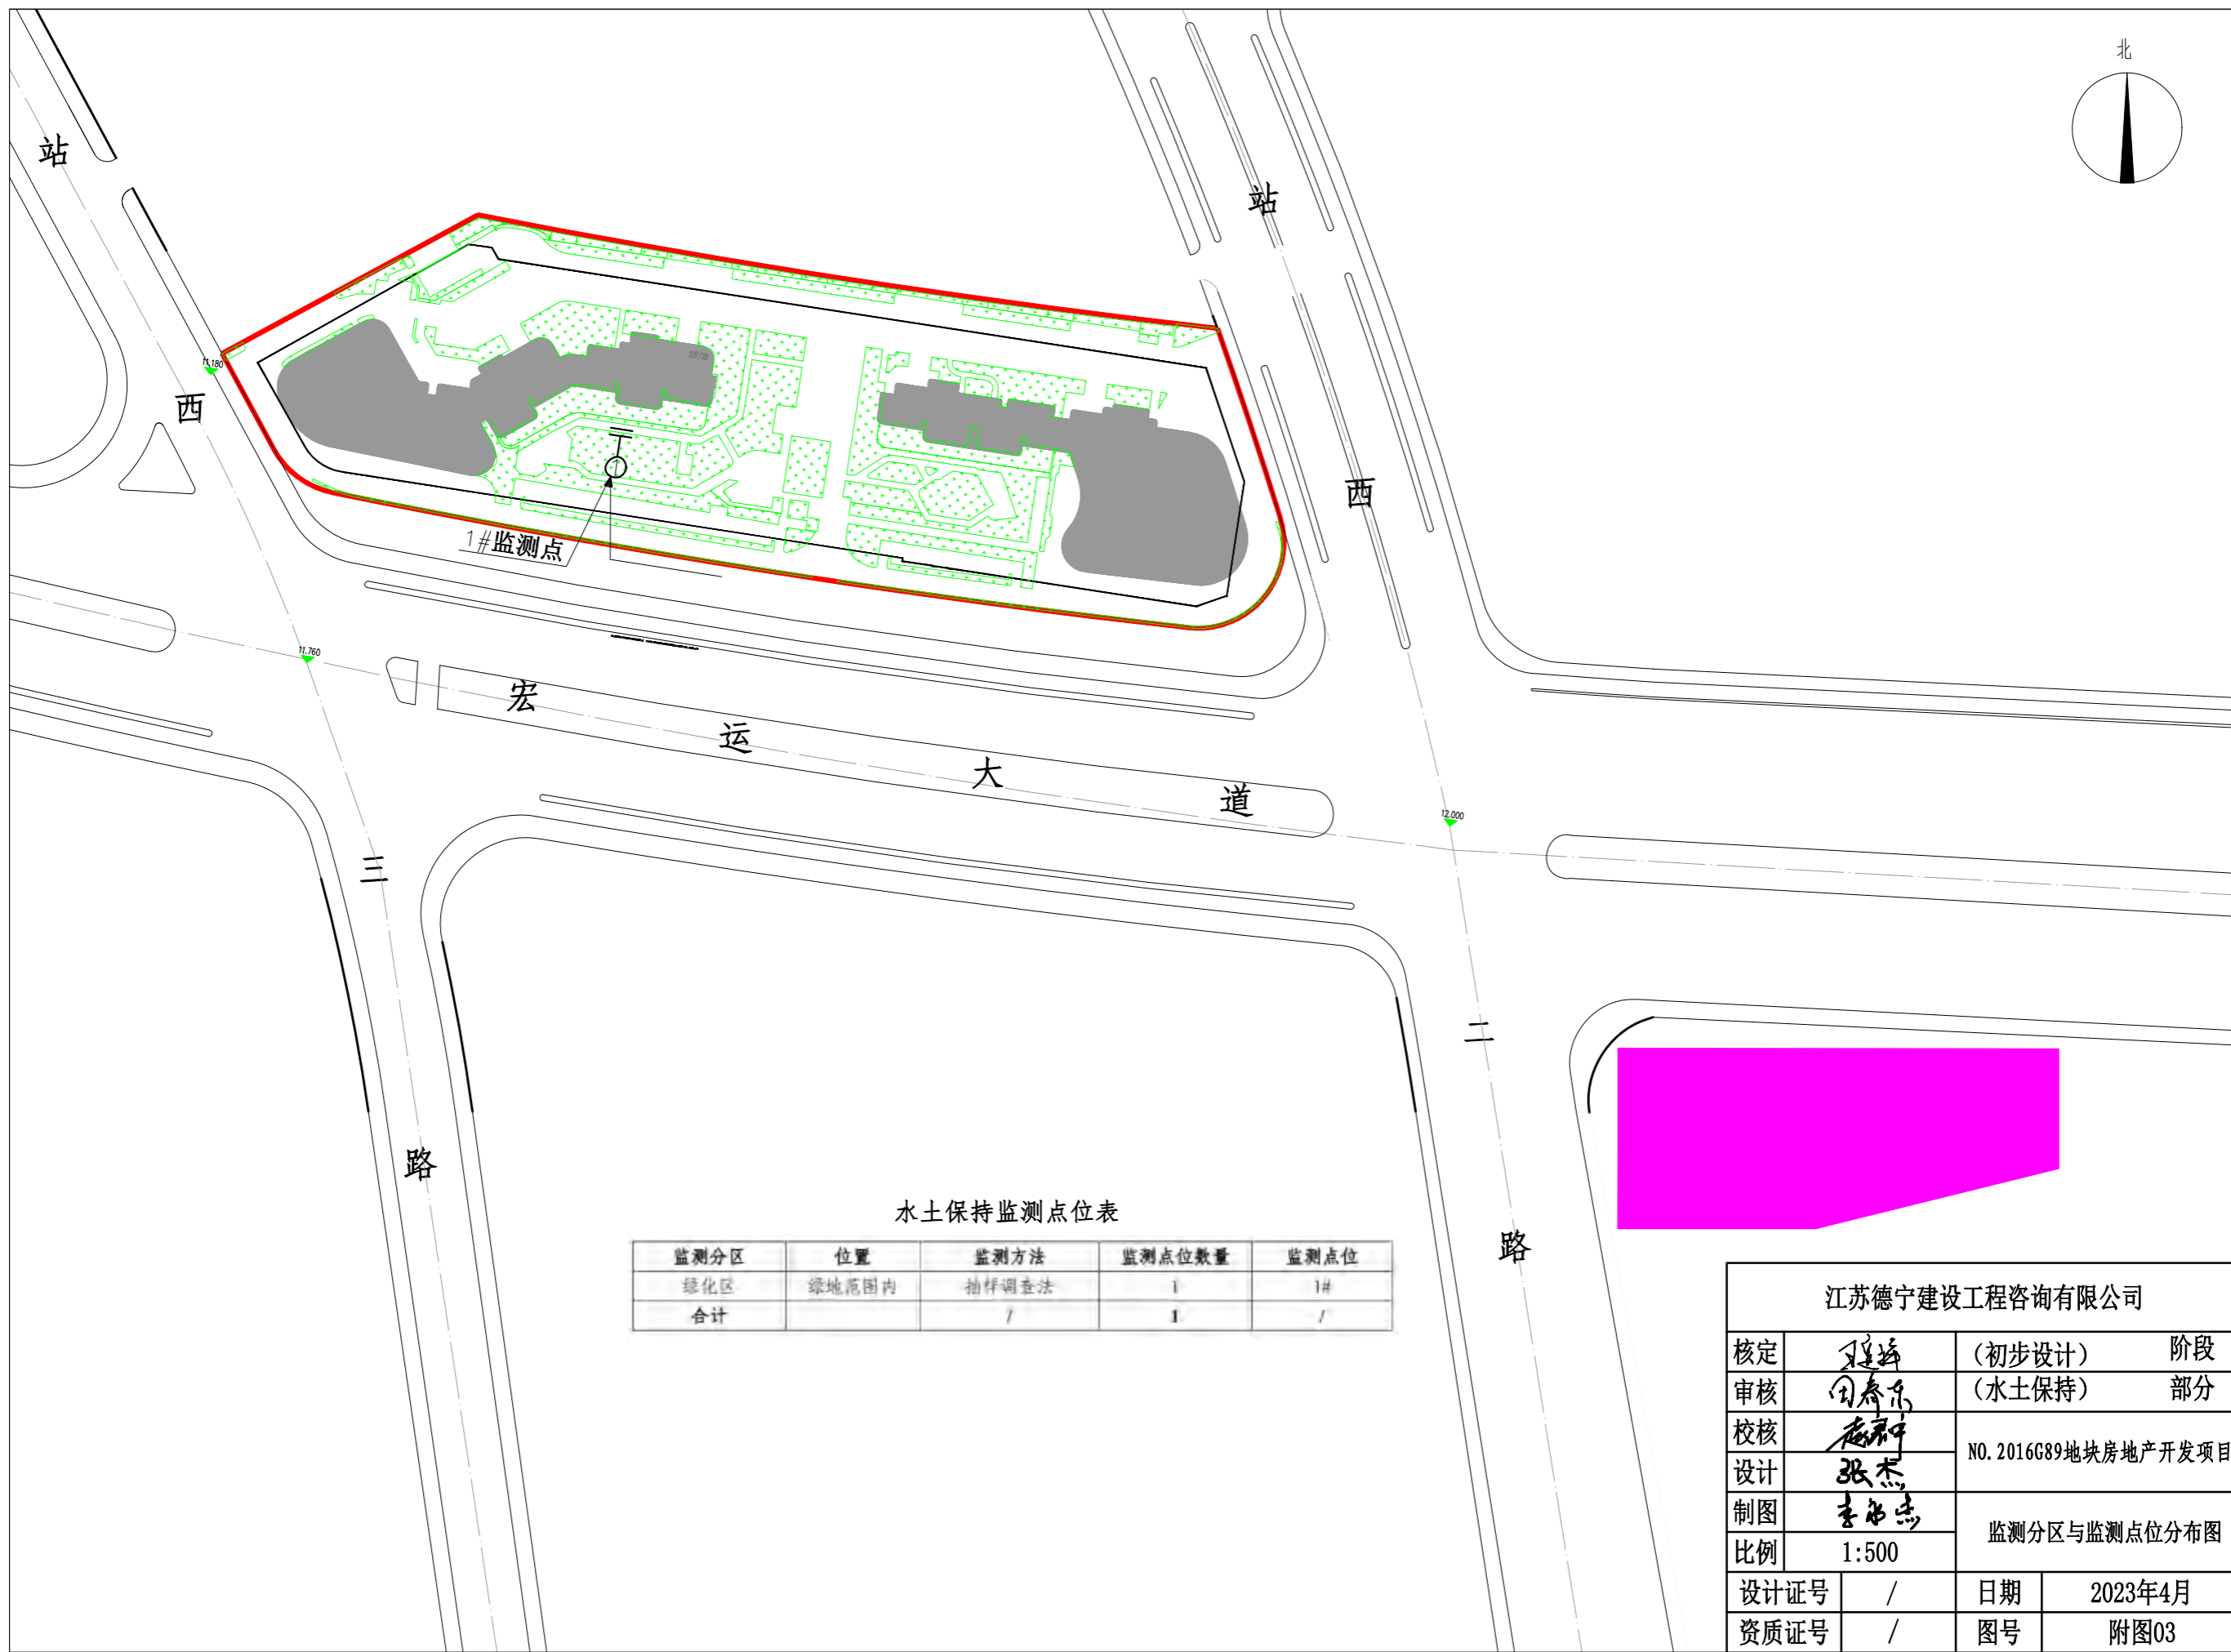 北
站
西
三
路
站
西
二
路
宏运大道
11.180
11.760
12.000
1#监测点
水土保持监测点位表
监测分区 位置 监测方法 监测点位数量 监测点位
绿化区 绿地范围内 抽样调查法 1 1#
合计 / 1 /
江苏德宁建设工程咨询有限公司
核定 (初步设计) 阶段
审核 (水土保持) 部分
校核 NO.2016G89地块房地产开发项目
设计 张杰
制图 监测分区与监测点位分布图
比例 1:500
设计证号 / 日期 2023年4月
资质证号 / 图号 附图03